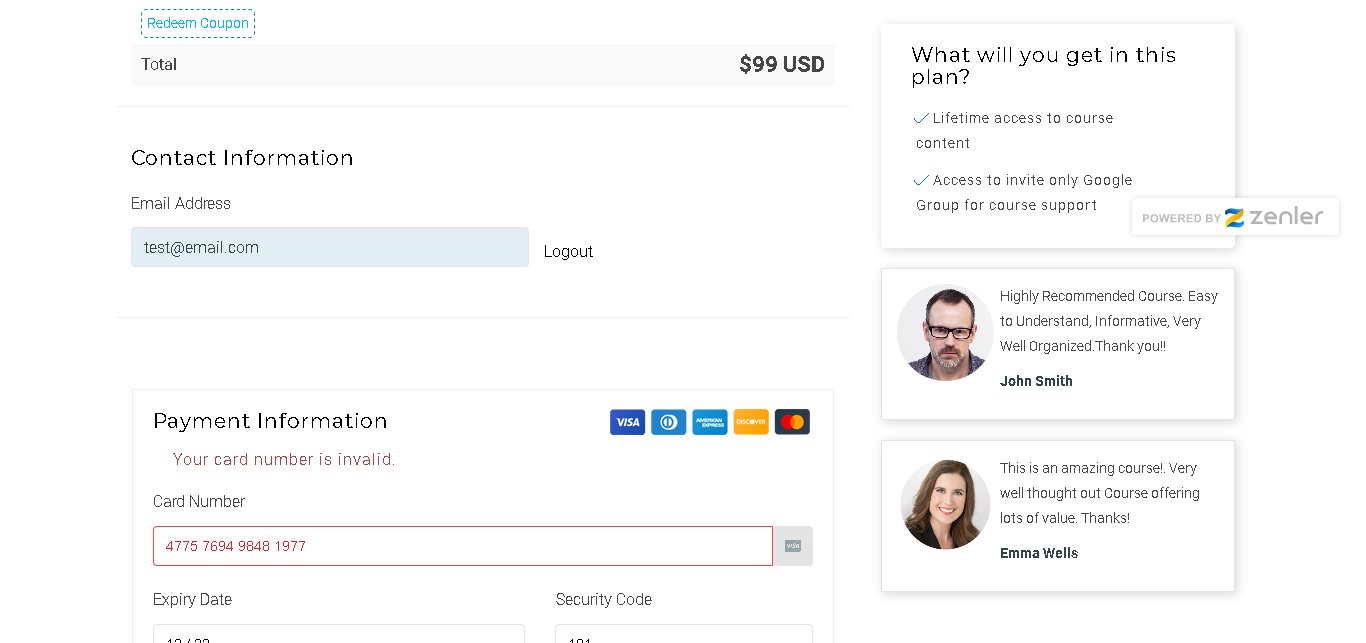 Redeem Coupon
Total
$99 USD
Contact Information
Email Address
test@email.com
Logout
Payment Information
VISA
AMERICAN
EXPRESS
DISCOVER
Your card number is invalid.
Card Number
4775 7694 9848 1977
VISA
Expiry Date
Security Code
What will you get in this
plan?
Lifetime access to course
content
Access to invite only Google
Group for course support
POWERED BY zenler
Highly Recommended Course. Easy
to Understand, Informative, Very
Well Organized.Thank you!!
John Smith
This is an amazing course!. Very
well thought out Course offering
lots of value. Thanks!
Emma Wells